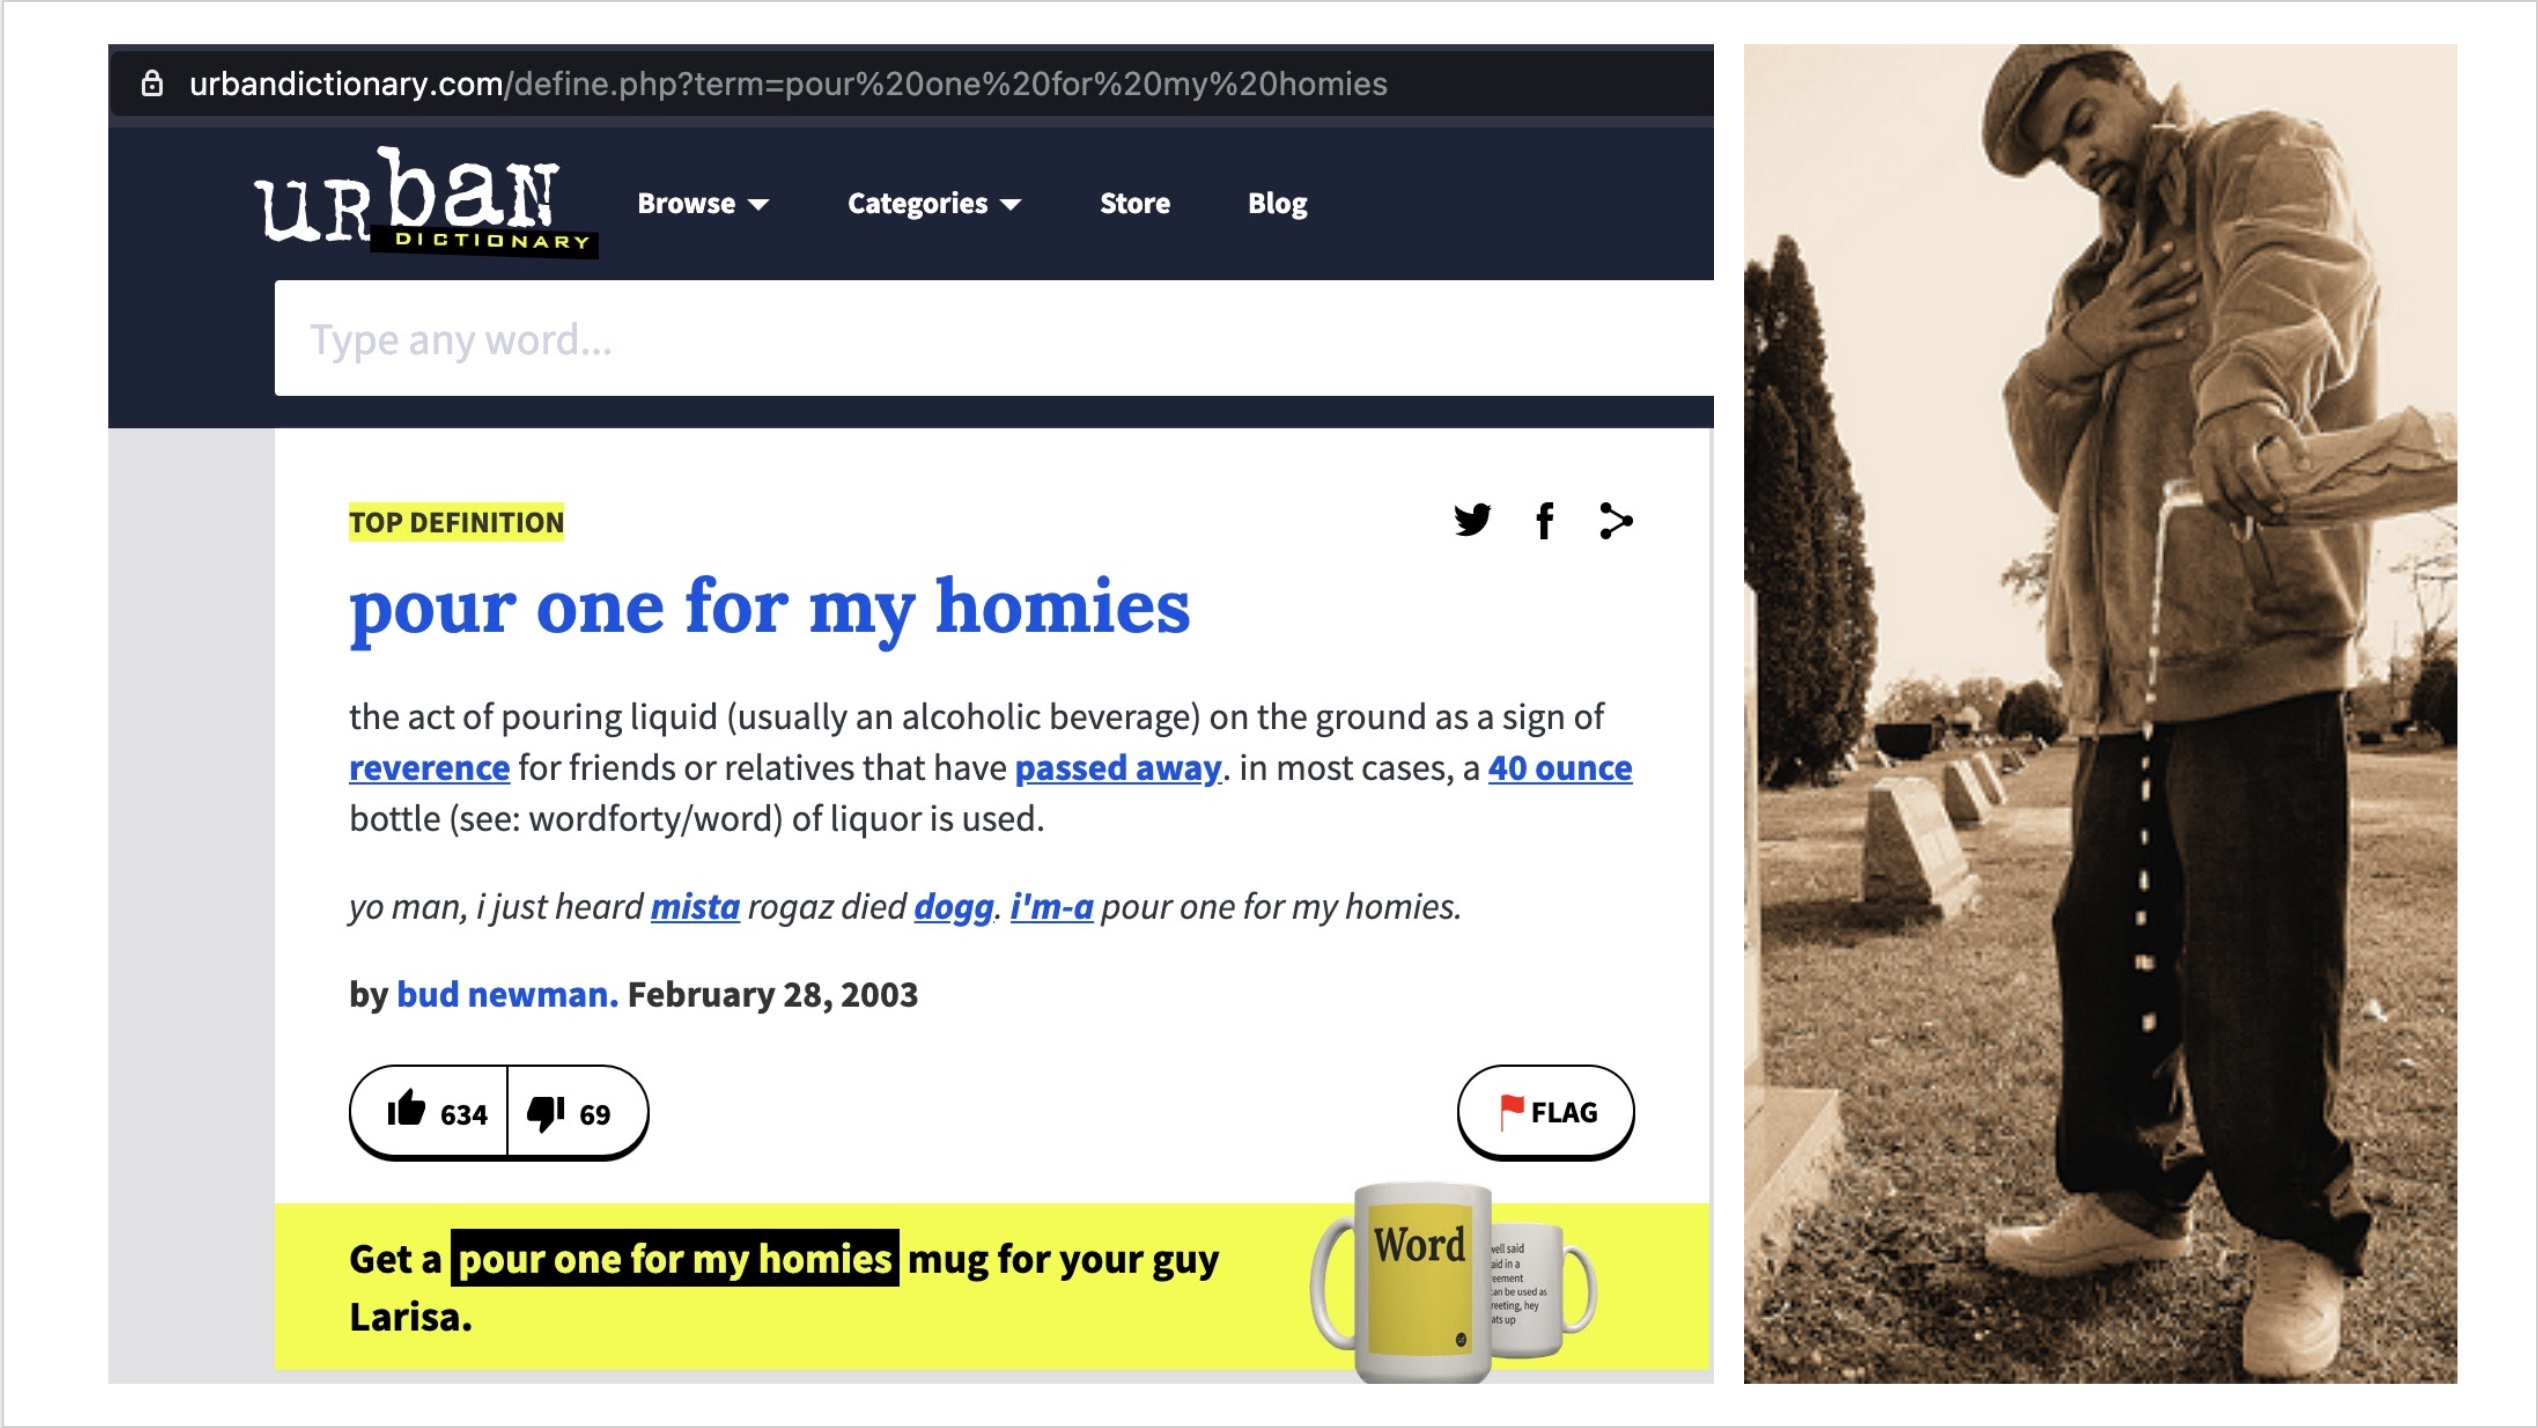 urbandictionary.com/define.php?term=pour%20one%20for%20my%20homies
urban
DICTIONARY
Browse
Categories
Store
Blog
Type any word...
TOP DEFINITION
pour one for my homies
the act of pouring liquid (usually an alcoholic beverage) on the ground as a sign of
reverence for friends or relatives that have passed away. in most cases, a 40 ounce
bottle (see: wordforty/word) of liquor is used.
yo man, i just heard mista rogaz died dogg. i'm-a pour one for my homies.
by bud newman. February 28, 2003
634
69
FLAG
Get a pour one for my homies mug for your guy
Larisa.
Word
well said
aid in a
reement
can be used as
reeting, hey
ats up